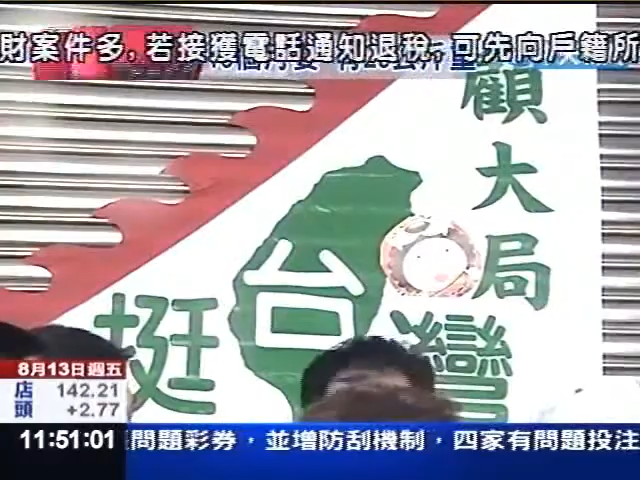 財案件多,若接獲電話通知退稅,可先向戶籍所
顧大局
挺台灣
8月13日週五
店頭
142.21
+2.77
11:51:01
問題彩券,並增防刮機制,四家有問題投注